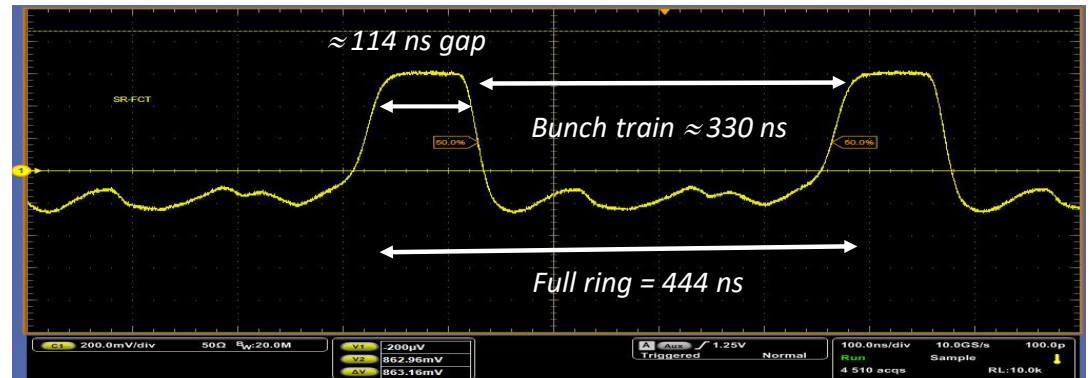 ≈114 ns gap
SR-FCT
Bunch train ≈330 ns
50.0%
50.0%
1
Full ring = 444 ns
C1 200.0mV/div 50Ω BW:20.0M
V1 -200µV
V2 862.96mV
ΔV 863.16mV
A Aux 1.25V
Triggered Normal
100.0ns/div 10.0GS/s 100.0p
Run Sample
4 510 acqs RL:10.0k